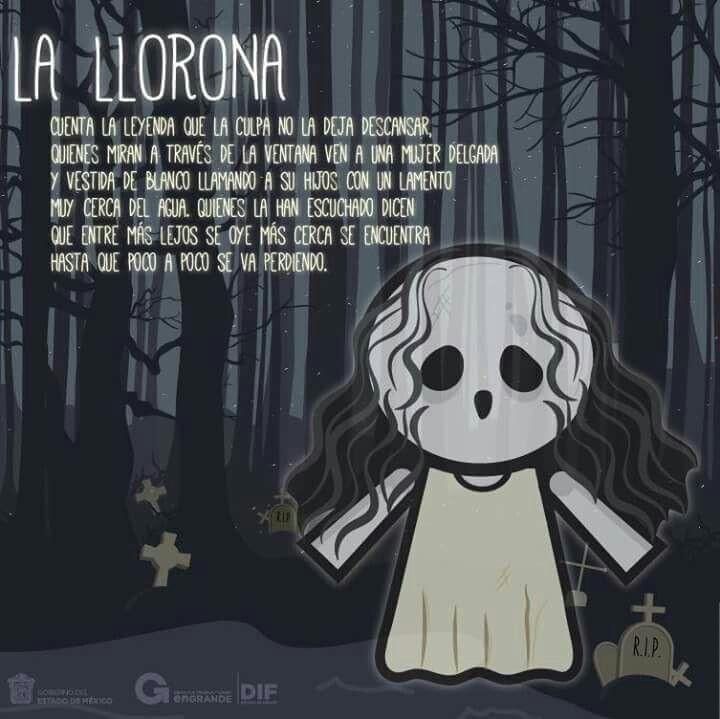 LA LLORONA
CUENTA LA LEYENDA QUE LA CULPA NO LA DEJA DESCANSAR,
QUIENES MIRAN A TRAVÉS DE LA VENTANA VEN A UNA MUJER DELGADA
Y VESTIDA DE BLANCO LLAMANDO A SU HIJOS CON UN LAMENTO
MUY CERCA DEL AGUA. QUIENES LA HAN ESCUCHADO DICEN
QUE ENTRE MÁS LEJOS SE OYE MÁS CERCA SE ENCUENTRA
HASTA QUE POCO A POCO SE VA PERDIENDO.
R.I.P
R.I.P.
GOBIERNO DEL
ESTADO DE MÉXICO
G
enGRANDE
DIF